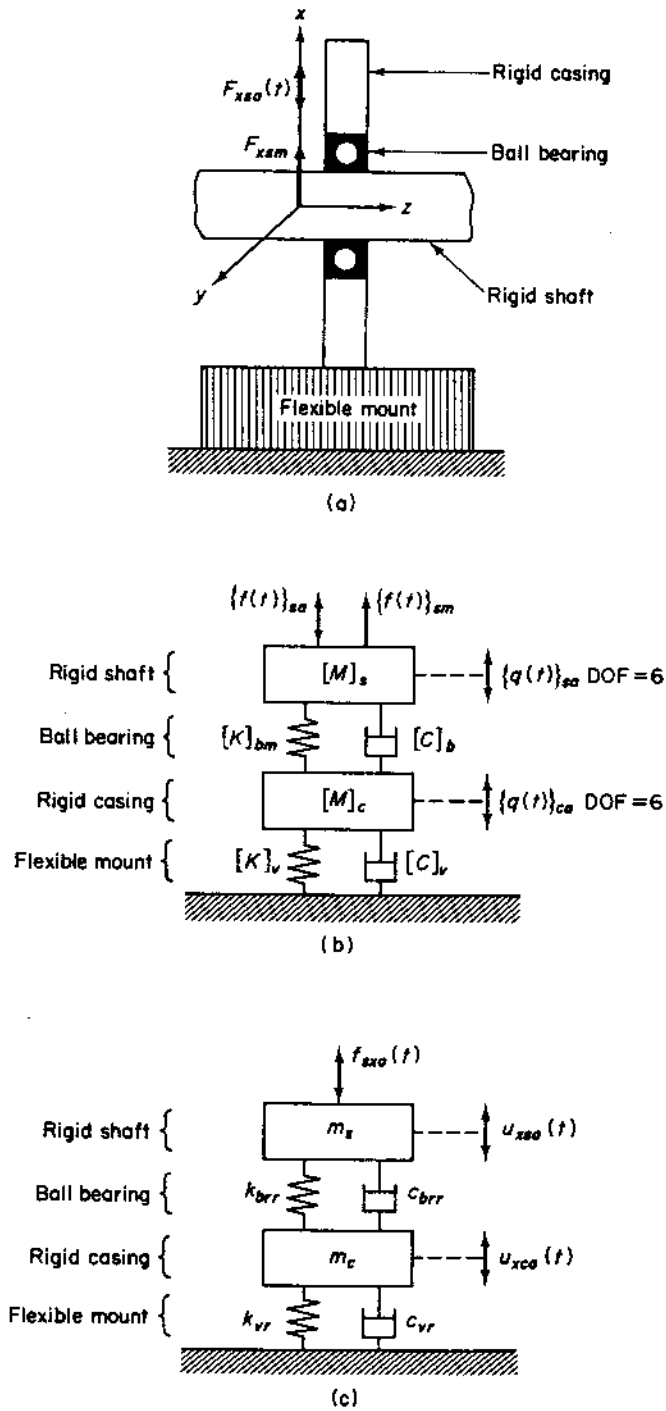 x
F_xsa(t)
Rigid casing
F_xsm
Ball bearing
z
y
Rigid shaft
Flexible mount
(a)
{f(t)}_sa {f(t)}_sm
Rigid shaft { [M]_s {q(t)}_sa DOF=6
Ball bearing { [K]_bm [C]_b
Rigid casing { [M]_c {q(t)}_ca DOF=6
Flexible mount { [K]_v [C]_v
(b)
f_sxa(t)
Rigid shaft { m_s u_xsa(t)
Ball bearing { k_brr c_brr
Rigid casing { m_c u_xca(t)
Flexible mount { k_vr c_vr
(c)